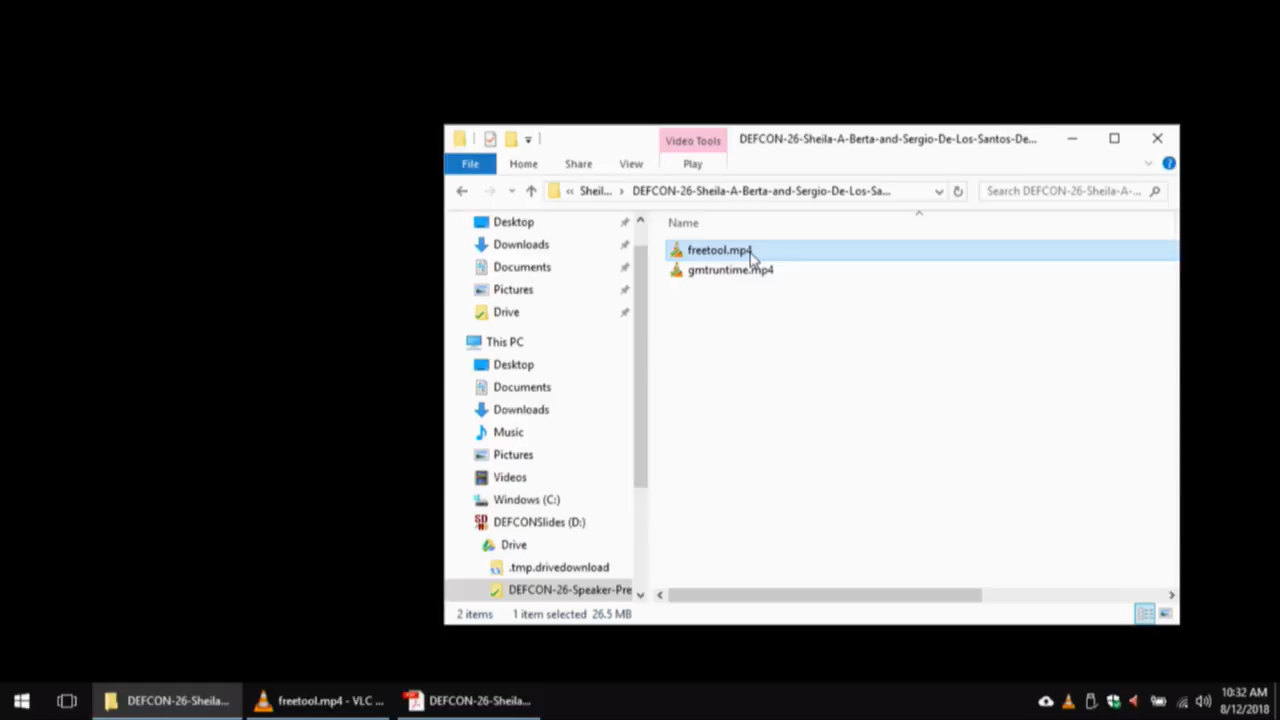 Video Tools
DEFCON-26-Sheila-A-Berta-and-Sergio-De-Los-Santos-De...
File
Home
Share
View
Play
« Sheil... › DEFCON-26-Sheila-A-Berta-and-Sergio-De-Los-Sa...
Search DEFCON-26-Sheila-A-...
Desktop
Downloads
Documents
Pictures
Drive
This PC
Desktop
Documents
Downloads
Music
Pictures
Videos
Windows (C:)
DEFCONSlides (D:)
Drive
.tmp.drivedownload
DEFCON-26-Speaker-Pre
Name
freetool.mp4
gmtruntime.mp4
2 items 1 item selected 26.5 MB
DEFCON-26-Sheila...
freetool.mp4 - VLC ...
DEFCON-26-Sheila...
10:32 AM
8/12/2018